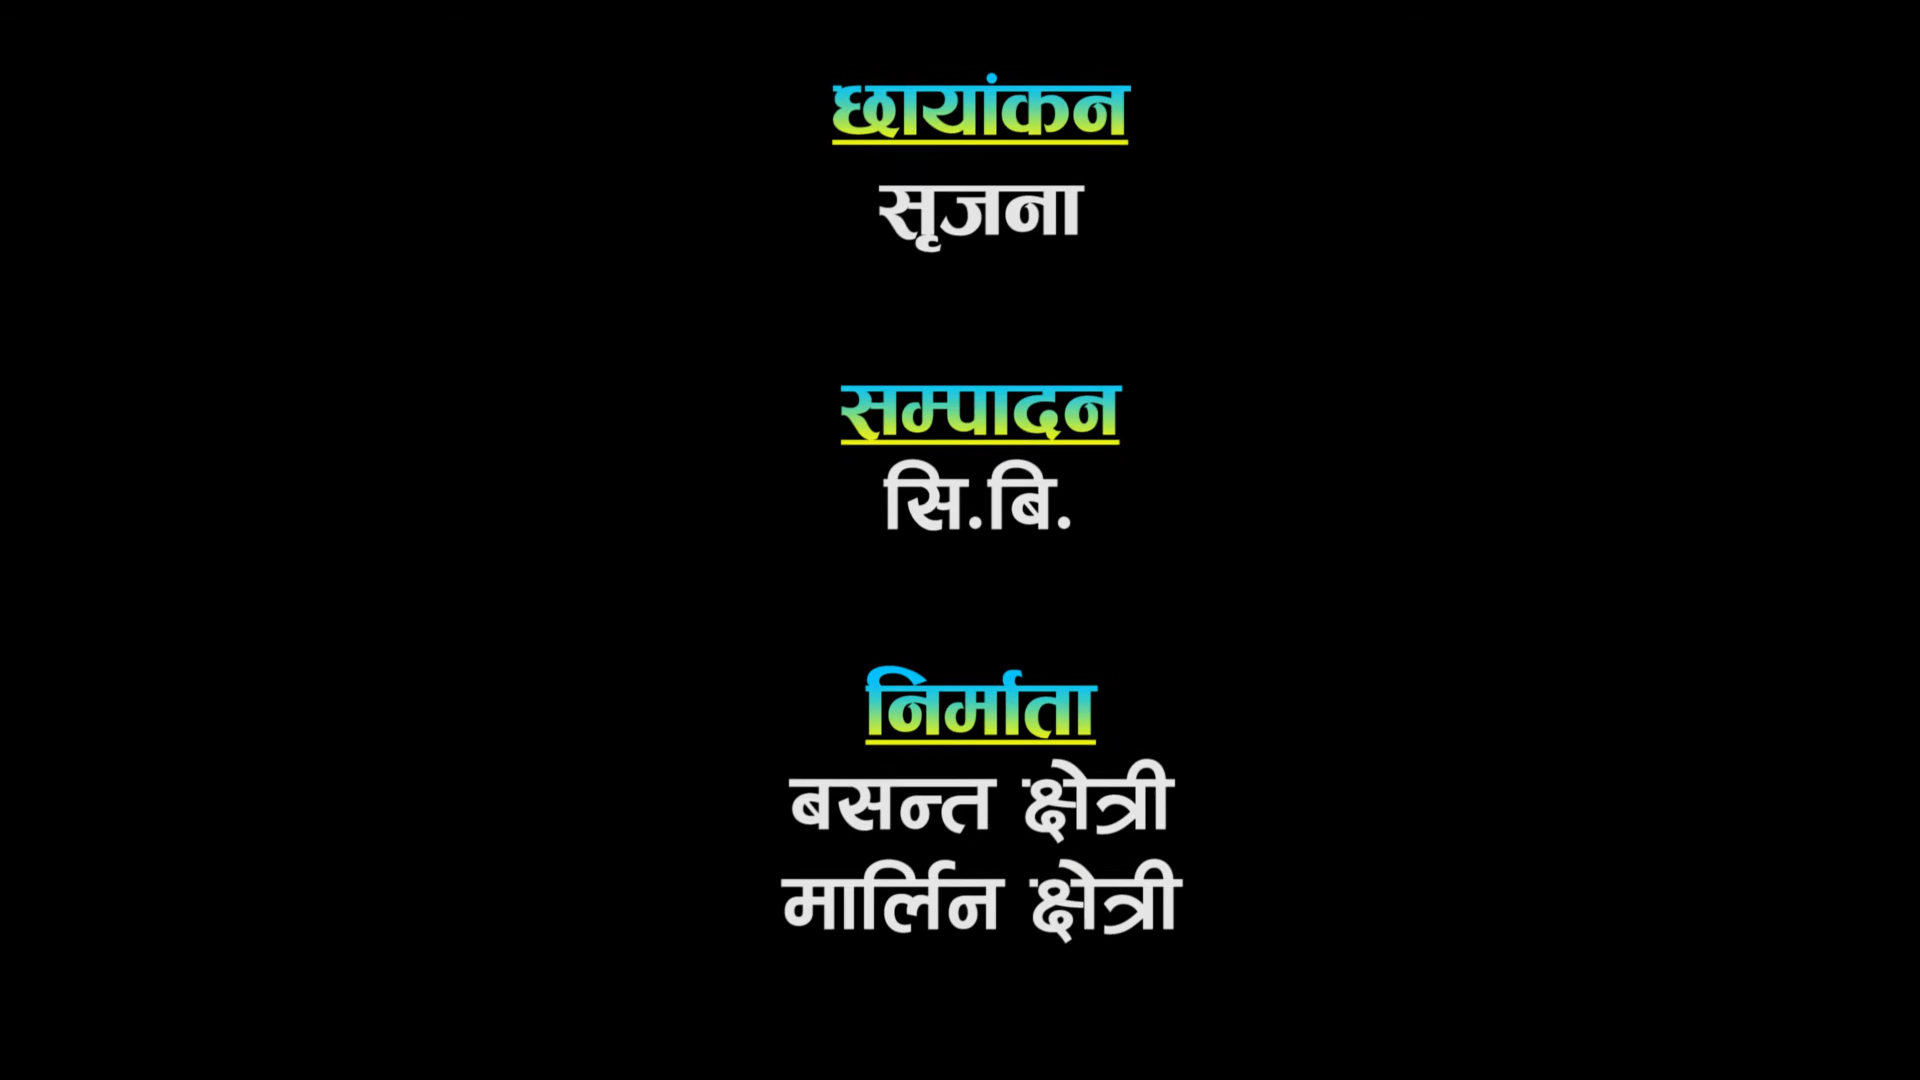 छायांकन
सृजना
सम्पादन
सि.बि.
निर्माता
बसन्त क्षेत्री
मार्लिन क्षेत्री